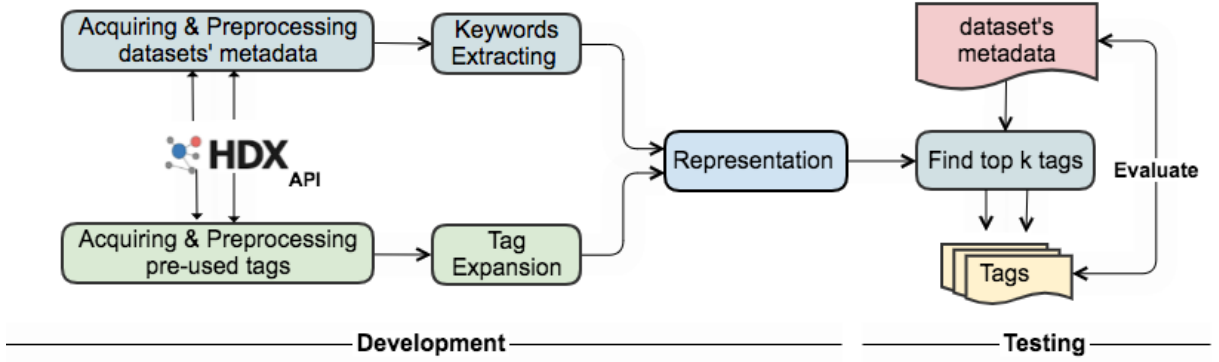 Acquiring & Preprocessing
datasets' metadata
Keywords
Extracting
dataset's
metadata
HDX
API
Representation
Find top k tags
Evaluate
Acquiring & Preprocessing
pre-used tags
Tag
Expansion
Tags
Development
Testing